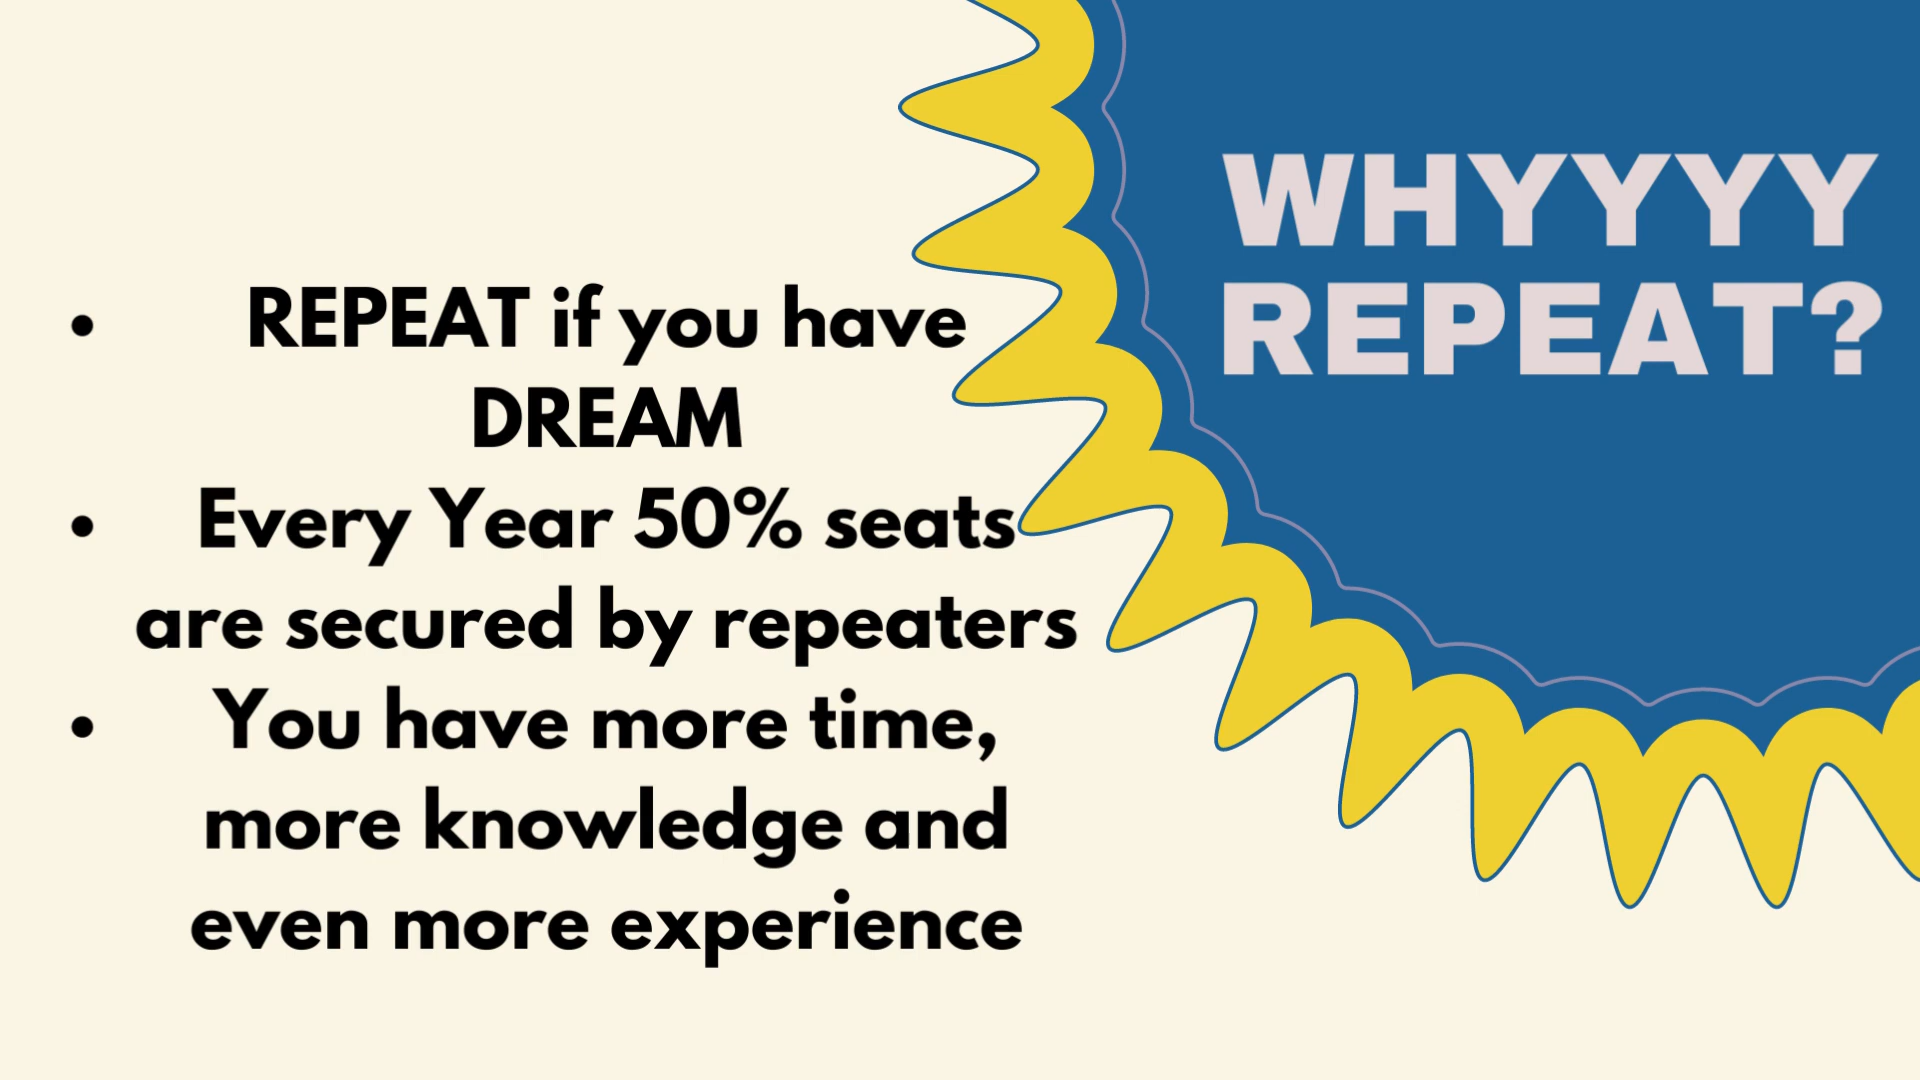 WHYYYY
REPEAT?
• REPEAT if you have
DREAM
• Every Year 50% seats
are secured by repeaters
• You have more time,
more knowledge and
even more experience